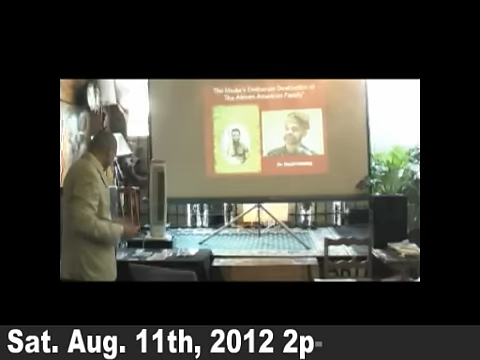 The Media's Deliberate Destruction of
The African American Family"
Sat. Aug. 11th, 2012 2p-